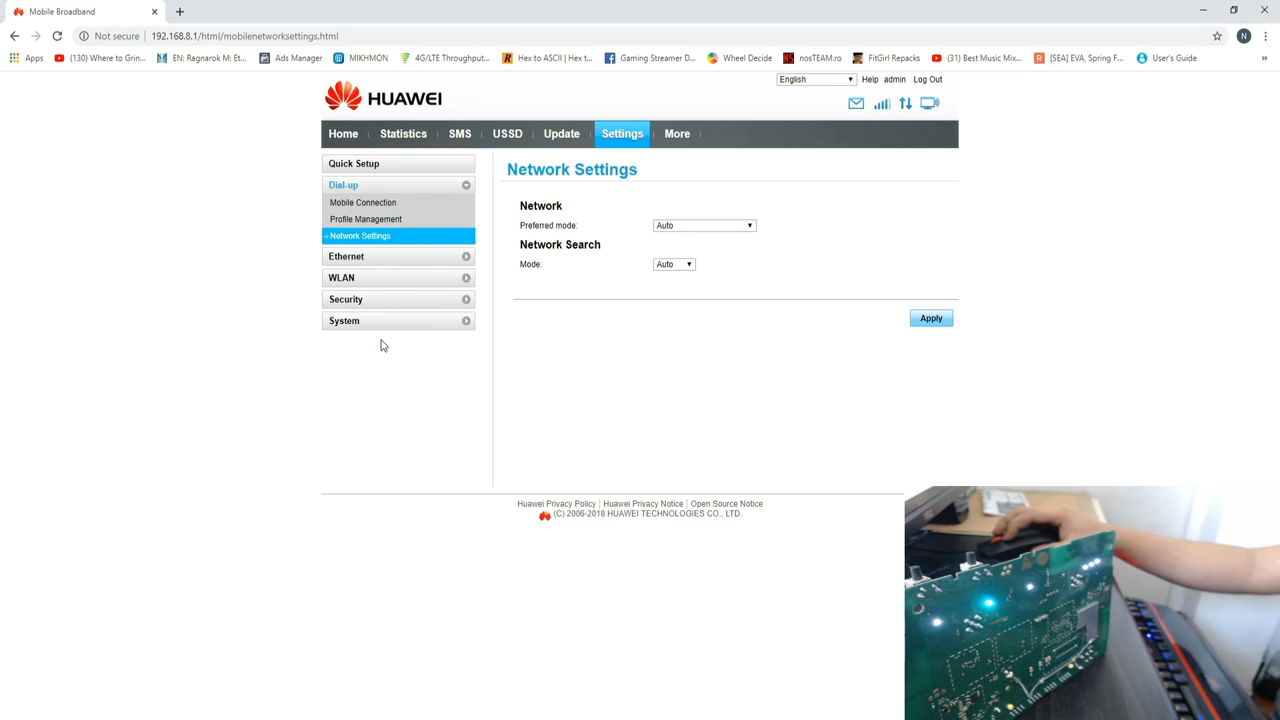 Mobile Broadband
Not secure 192.168.8.1/html/mobilenetworksettings.html N
Apps (130) Where to Grin... EN: Ragnarok M: Et... Ads Manager MIKHMON 4G/LTE Throughput... Hex to ASCII | Hex t... Gaming Streamer D... Wheel Decide nosTEAM.ro FitGirl Repacks (31) Best Music Mix... [SEA] EVA, Spring F... User's Guide »
English Help admin Log Out
HUAWEI
Home Statistics SMS USSD Update Settings More
Quick Setup
Dial-up
Mobile Connection
Profile Management
Network Settings
Ethernet
WLAN
Security
System
Network Settings
Network
Preferred mode: Auto
Network Search
Mode: Auto
Apply
Huawei Privacy Policy | Huawei Privacy Notice | Open Source Notice
(C) 2006-2018 HUAWEI TECHNOLOGIES CO., LTD.